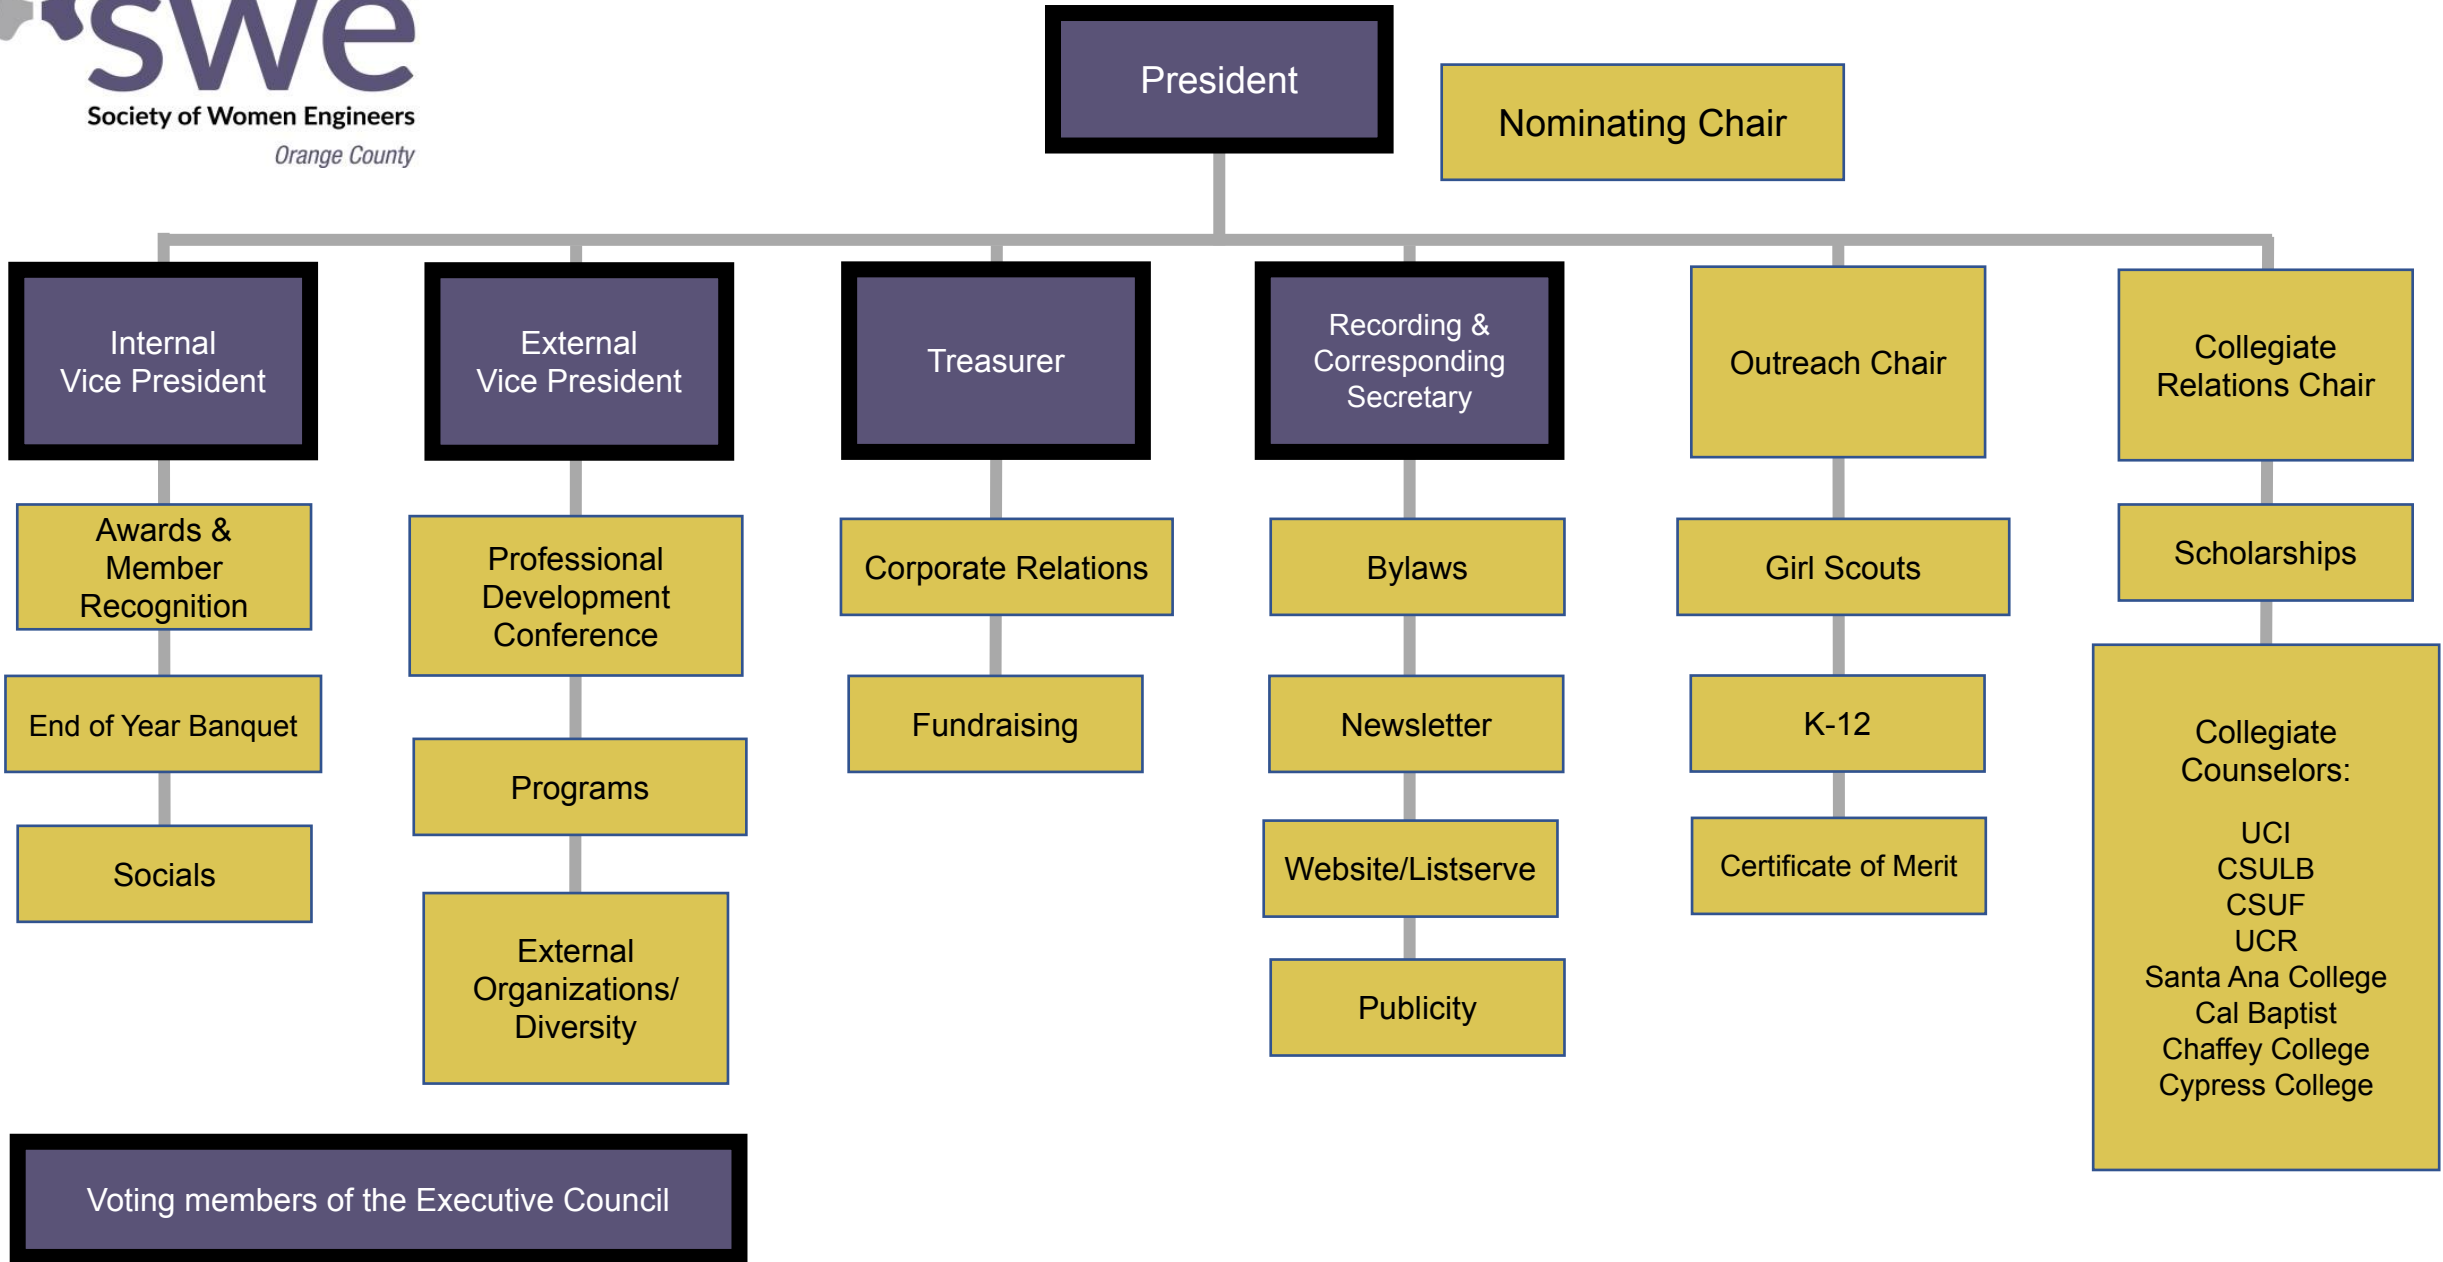 swe
Society of Women Engineers
Orange County
President
Nominating Chair
Internal
Vice President
External
Vice President
Treasurer
Recording &
Corresponding
Secretary
Outreach Chair
Collegiate
Relations Chair
Awards &
Member
Recognition
End of Year Banquet
Socials
Professional
Development
Conference
Programs
External
Organizations/
Diversity
Corporate Relations
Fundraising
Bylaws
Newsletter
Website/Listserve
Publicity
Girl Scouts
K-12
Certificate of Merit
Scholarships
Collegiate
Counselors:
UCI
CSULB
CSUF
UCR
Santa Ana College
Cal Baptist
Chaffey College
Cypress College
Voting members of the Executive Council